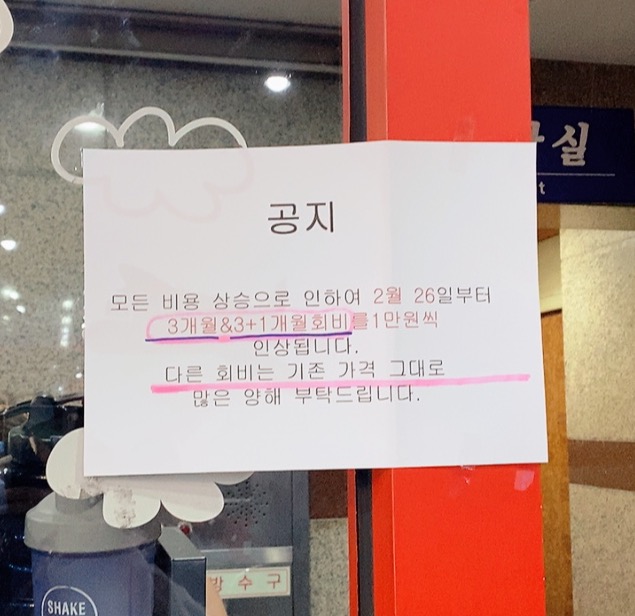 공지
모든 비용 상승으로 인하여 2월 26일부터
3개월&3+1개월회비를1만원씩
인상됩니다.
다른 회비는 기존 가격 그대로
많은 양해 부탁드립니다.
실
t
방수구
SHAKE